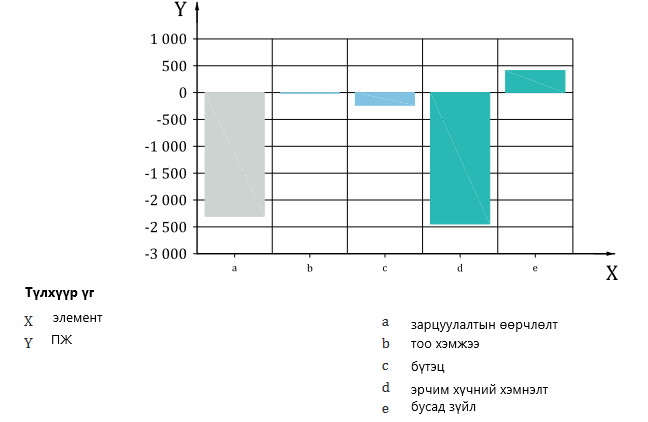 Y
1 000
500
0
-500
-1 000
-1 500
-2 000
-2 500
-3 000
a b c d e
X
Түлхүүр үг
X элемент
Y ПЖ
a зарцуулалтын өөрчлөлт
b тоо хэмжээ
c бүтэц
d эрчим хүчний хэмнэлт
e бусад зүйл